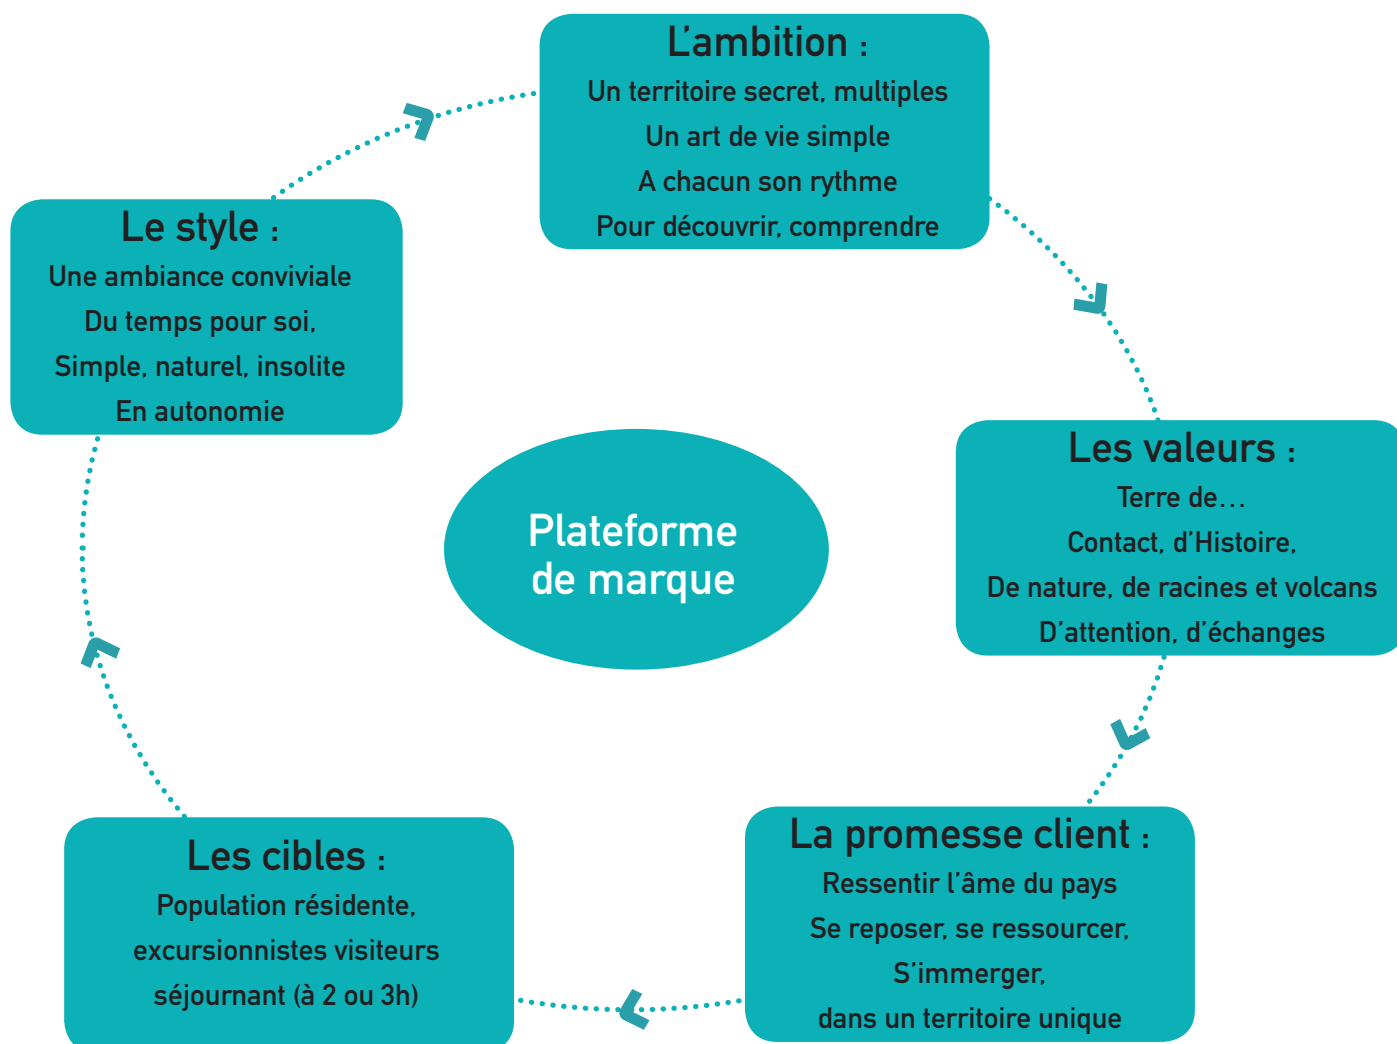 L'ambition :
Un territoire secret, multiples
Un art de vie simple
A chacun son rythme
Pour découvrir, comprendre
Le style :
Une ambiance conviviale
Du temps pour soi,
Simple, naturel, insolite
En autonomie
Les valeurs :
Terre de…
Contact, d'Histoire,
De nature, de racines et volcans
D'attention, d'échanges
Plateforme
de marque
La promesse client :
Ressentir l'âme du pays
Se reposer, se ressourcer,
S'immerger,
dans un territoire unique
Les cibles :
Population résidente,
excursionnistes visiteurs
séjournant (à 2 ou 3h)